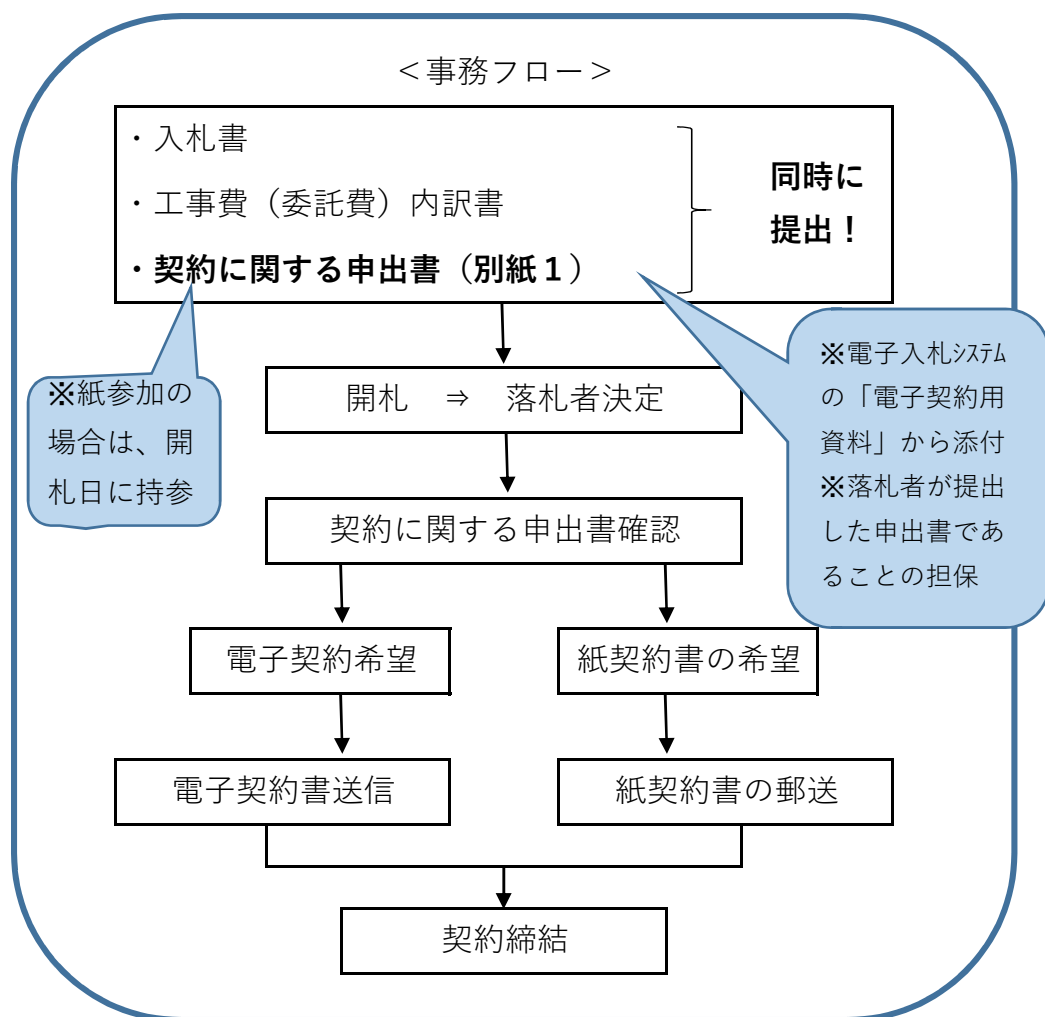 <事務フロー>
・入札書
・工事費（委託費）内訳書
・契約に関する申出書（別紙１）
同時に
提出！
※紙参加の
場合は、開
札日に持参
※電子入札ｼｽﾃﾑ
の「電子契約用
資料」から添付
※落札者が提出
した申出書であ
ることの担保
開札　⇒　落札者決定
契約に関する申出書確認
電子契約希望
紙契約書の希望
電子契約書送信
紙契約書の郵送
契約締結